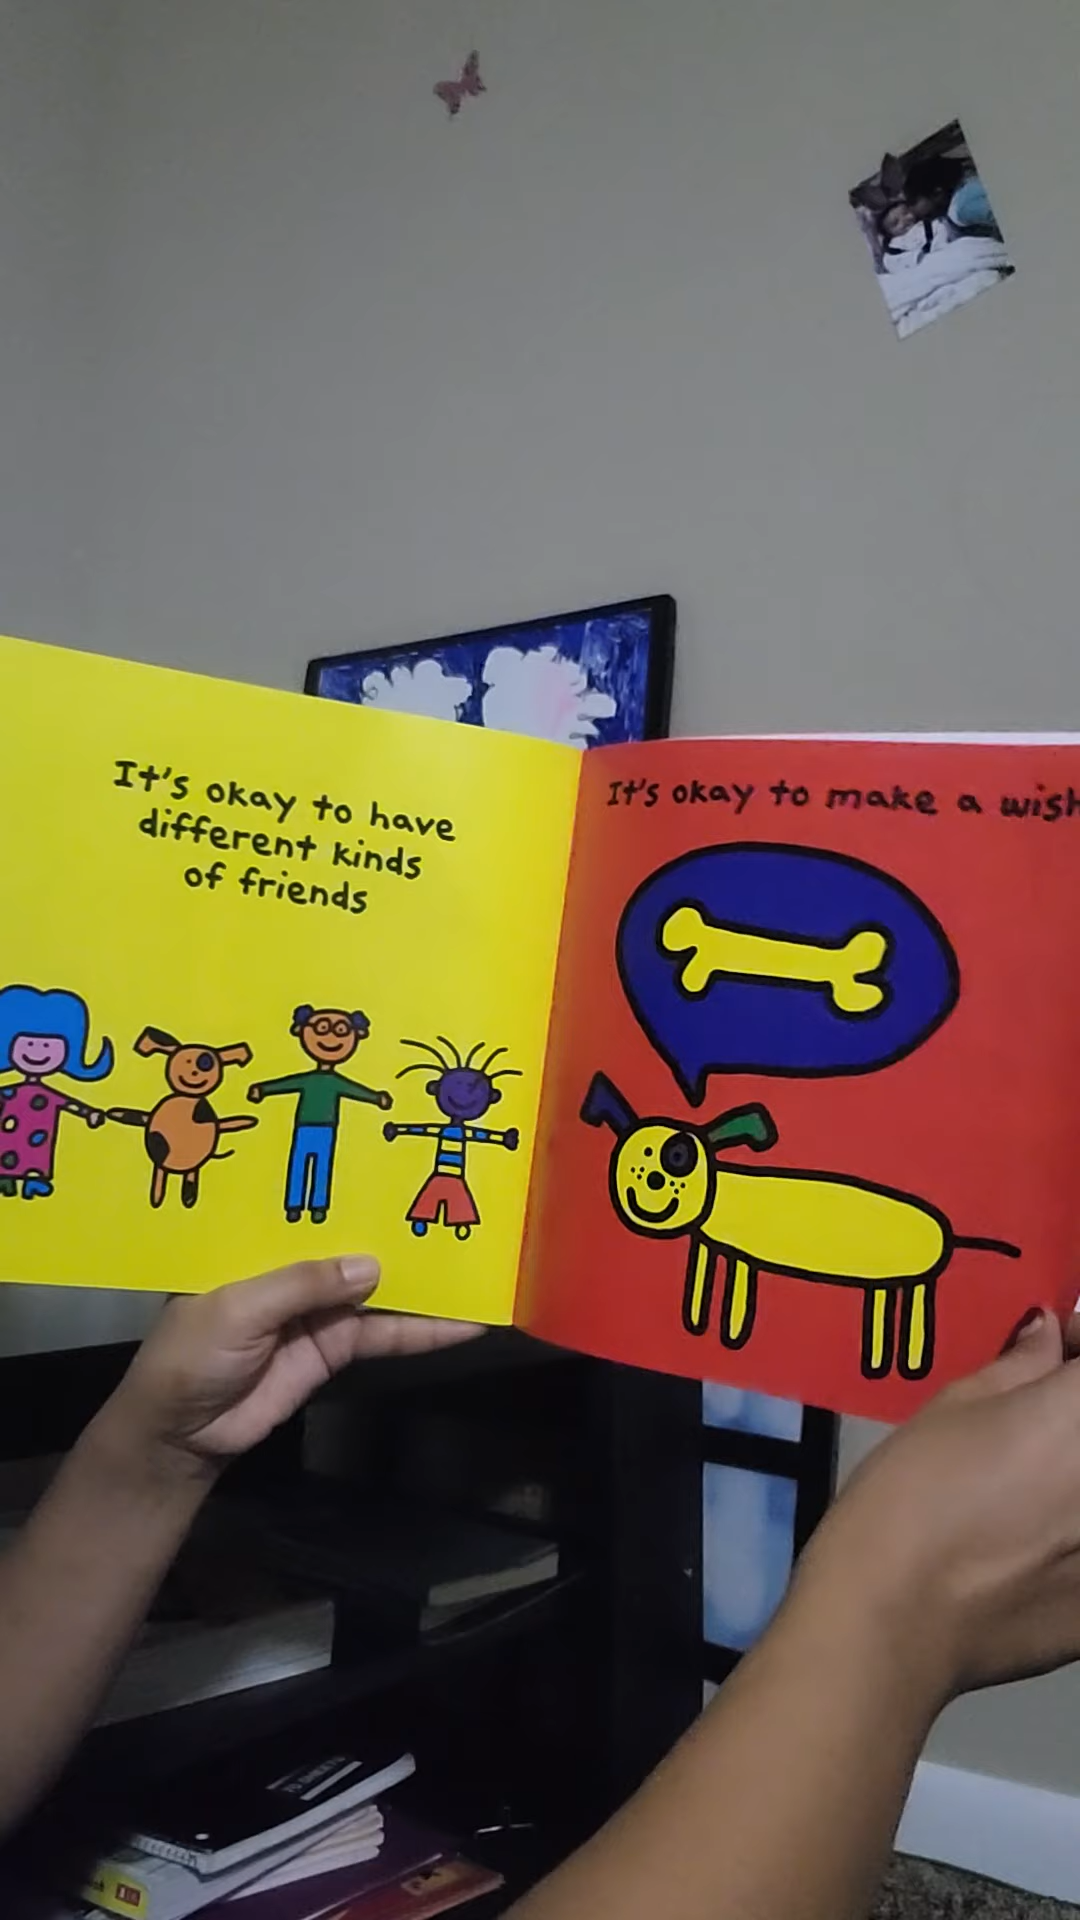 It's okay to have
different kinds
of friends
It's okay to make a wish